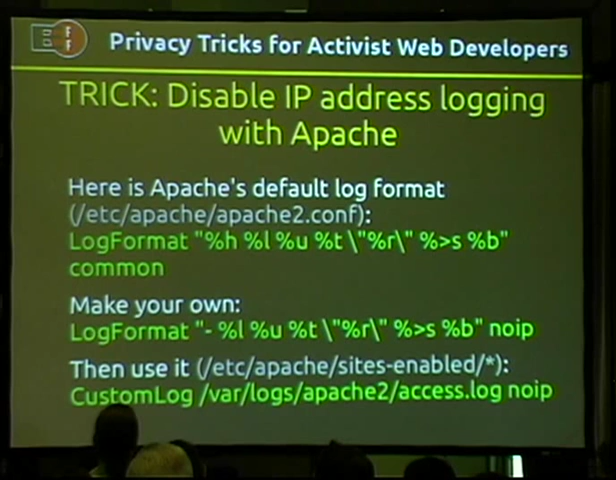 E
F
F
Privacy Tricks for Activist Web Developers
TRICK: Disable IP address logging
with Apache
Here is Apache's default log format
(/etc/apache/apache2.conf):
LogFormat "%h %l %u %t \"%r\" %>s %b"
common
Make your own:
LogFormat "- %l %u %t \"%r\" %>s %b" noip
Then use it (/etc/apache/sites-enabled/*):
CustomLog /var/logs/apache2/access.log noip